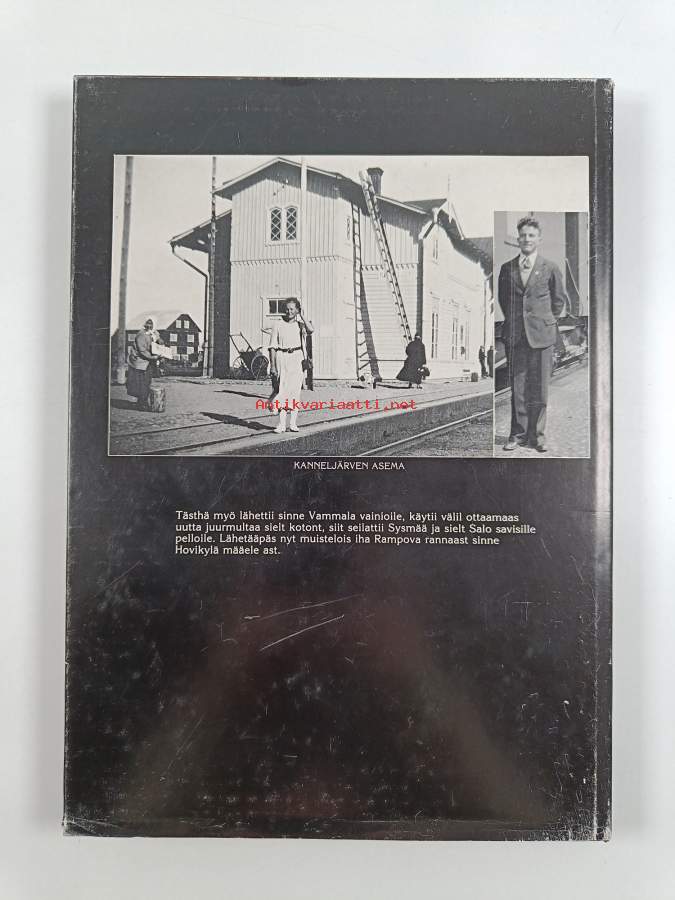 Antikvariaatti.net
KANNELJÄRVEN ASEMA
Tästhä myö lähettii sinne Vammala vainioile, käytii välil ottaamaas
uutta juurmultaa sielt kotont, siit seilattii Sysmää ja sielt Salo savisille
pelloile. Lähetääpäs nyt muistelois iha Rampova rannaast sinne
Hovikylä määele ast.